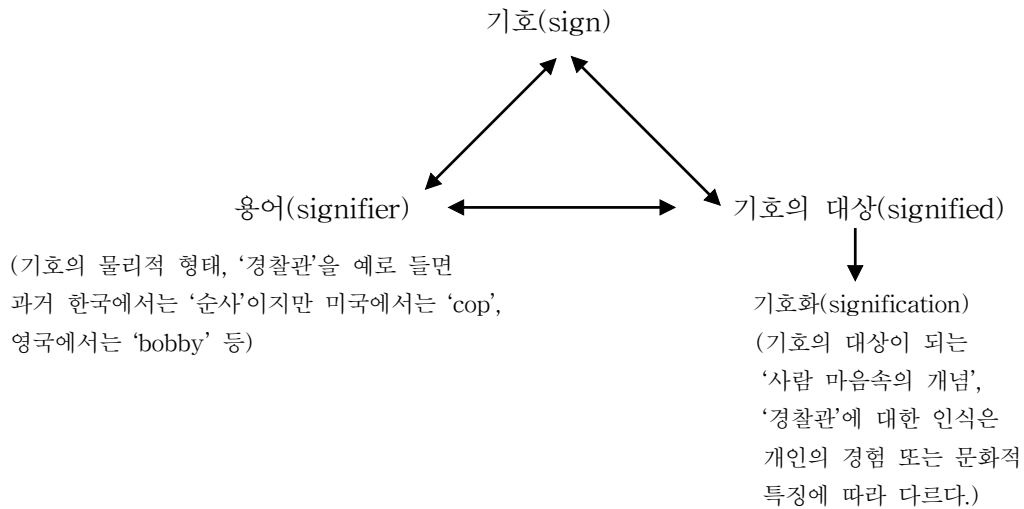 기호(sign)
용어(signifier)
기호의 대상(signified)
(기호의 물리적 형태, ‘경찰관’을 예로 들면
과거 한국에서는 ‘순사’이지만 미국에서는 ‘cop’,
영국에서는 ‘bobby’ 등)
기호화(signification)
(기호의 대상이 되는
‘사람 마음속의 개념’,
‘경찰관’에 대한 인식은
개인의 경험 또는 문화적
특징에 따라 다르다.)